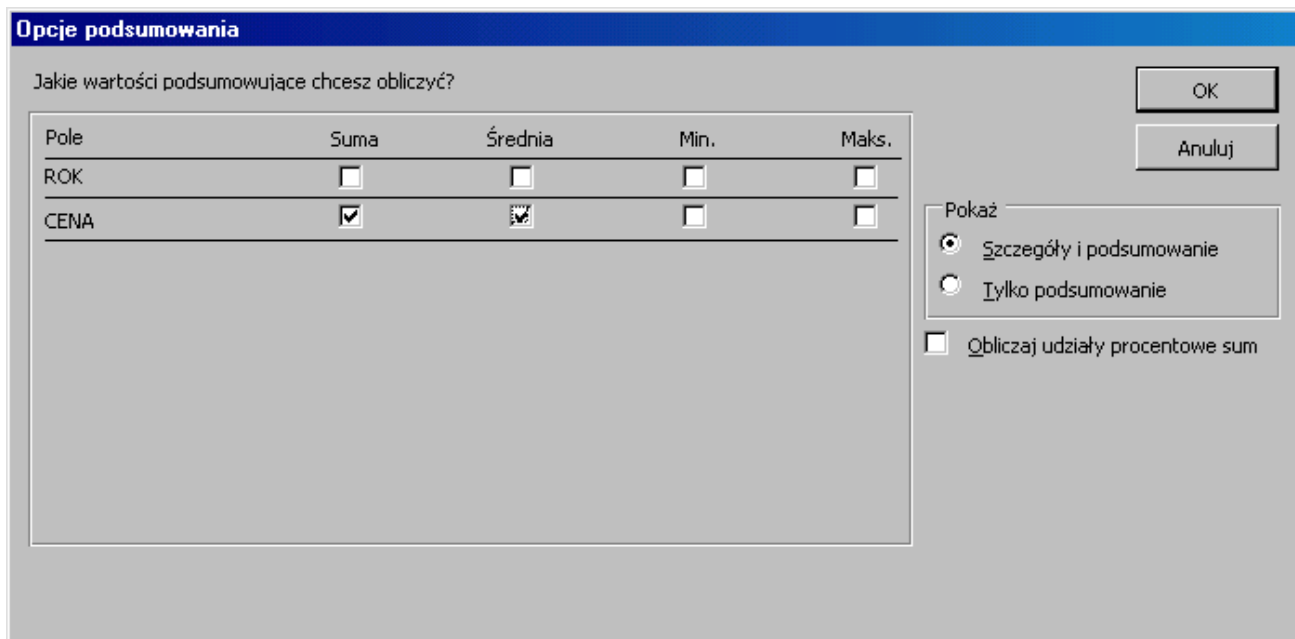 Opcje podsumowania
Jakie wartości podsumowujące chcesz obliczyć?
OK
Anuluj
Pole Suma Średnia Min. Maks.
ROK
CENA
Pokaż
Szczegóły i podsumowanie
Tylko podsumowanie
Obliczaj udziały procentowe sum